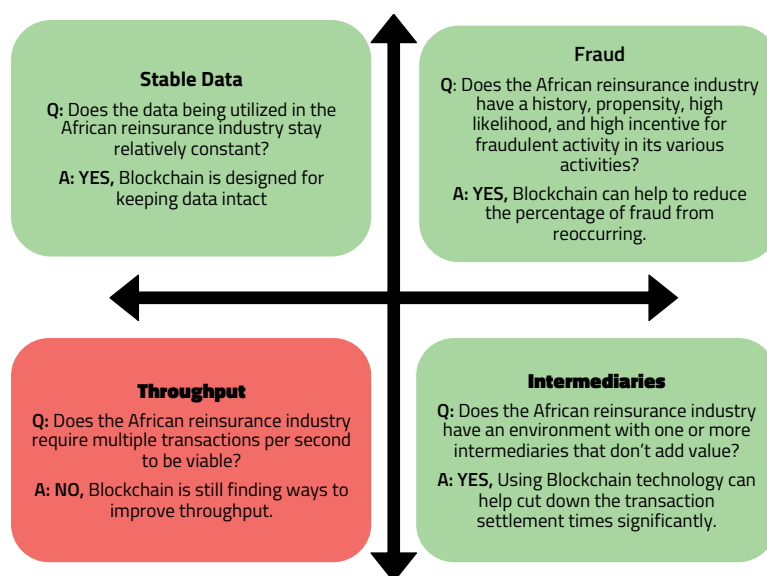 Stable Data
Q: Does the data being utilized in the
African reinsurance industry stay
relatively constant?
A: YES, Blockchain is designed for
keeping data intact
Fraud
Q: Does the African reinsurance industry
have a history, propensity, high
likelihood, and high incentive for
fraudulent activity in its various
activities?
A: YES, Blockchain can help to reduce
the percentage of fraud from
reoccurring.
Throughput
Q: Does the African reinsurance industry
require multiple transactions per second
to be viable?
A: NO, Blockchain is still finding ways to
improve throughput.
Intermediaries
Q: Does the African reinsurance industry
have an environment with one or more
intermediaries that don’t add value?
A: YES, Using Blockchain technology can
help cut down the transaction
settlement times significantly.